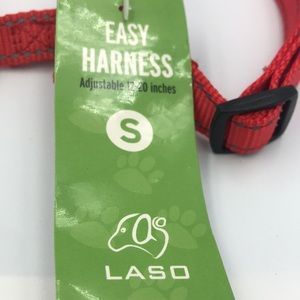 EASY
HARNESS
Adjustable 12-20 inches
S
LASO